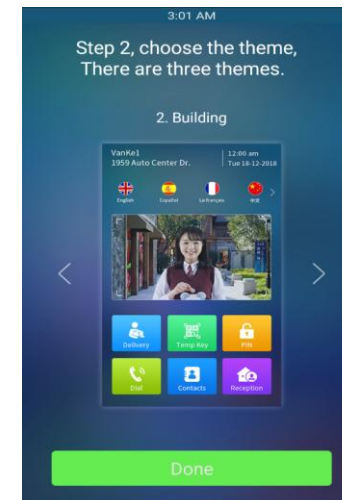 3:01 AM
Step 2, choose the theme,
There are three themes.
2. Building
VanKe1
1959 Auto Center Dr.
12:00 am
Tue 18-12-2018
English
Español
Le français
中文
Delivery
Temp Key
PIN
Dial
Contacts
Reception
Done